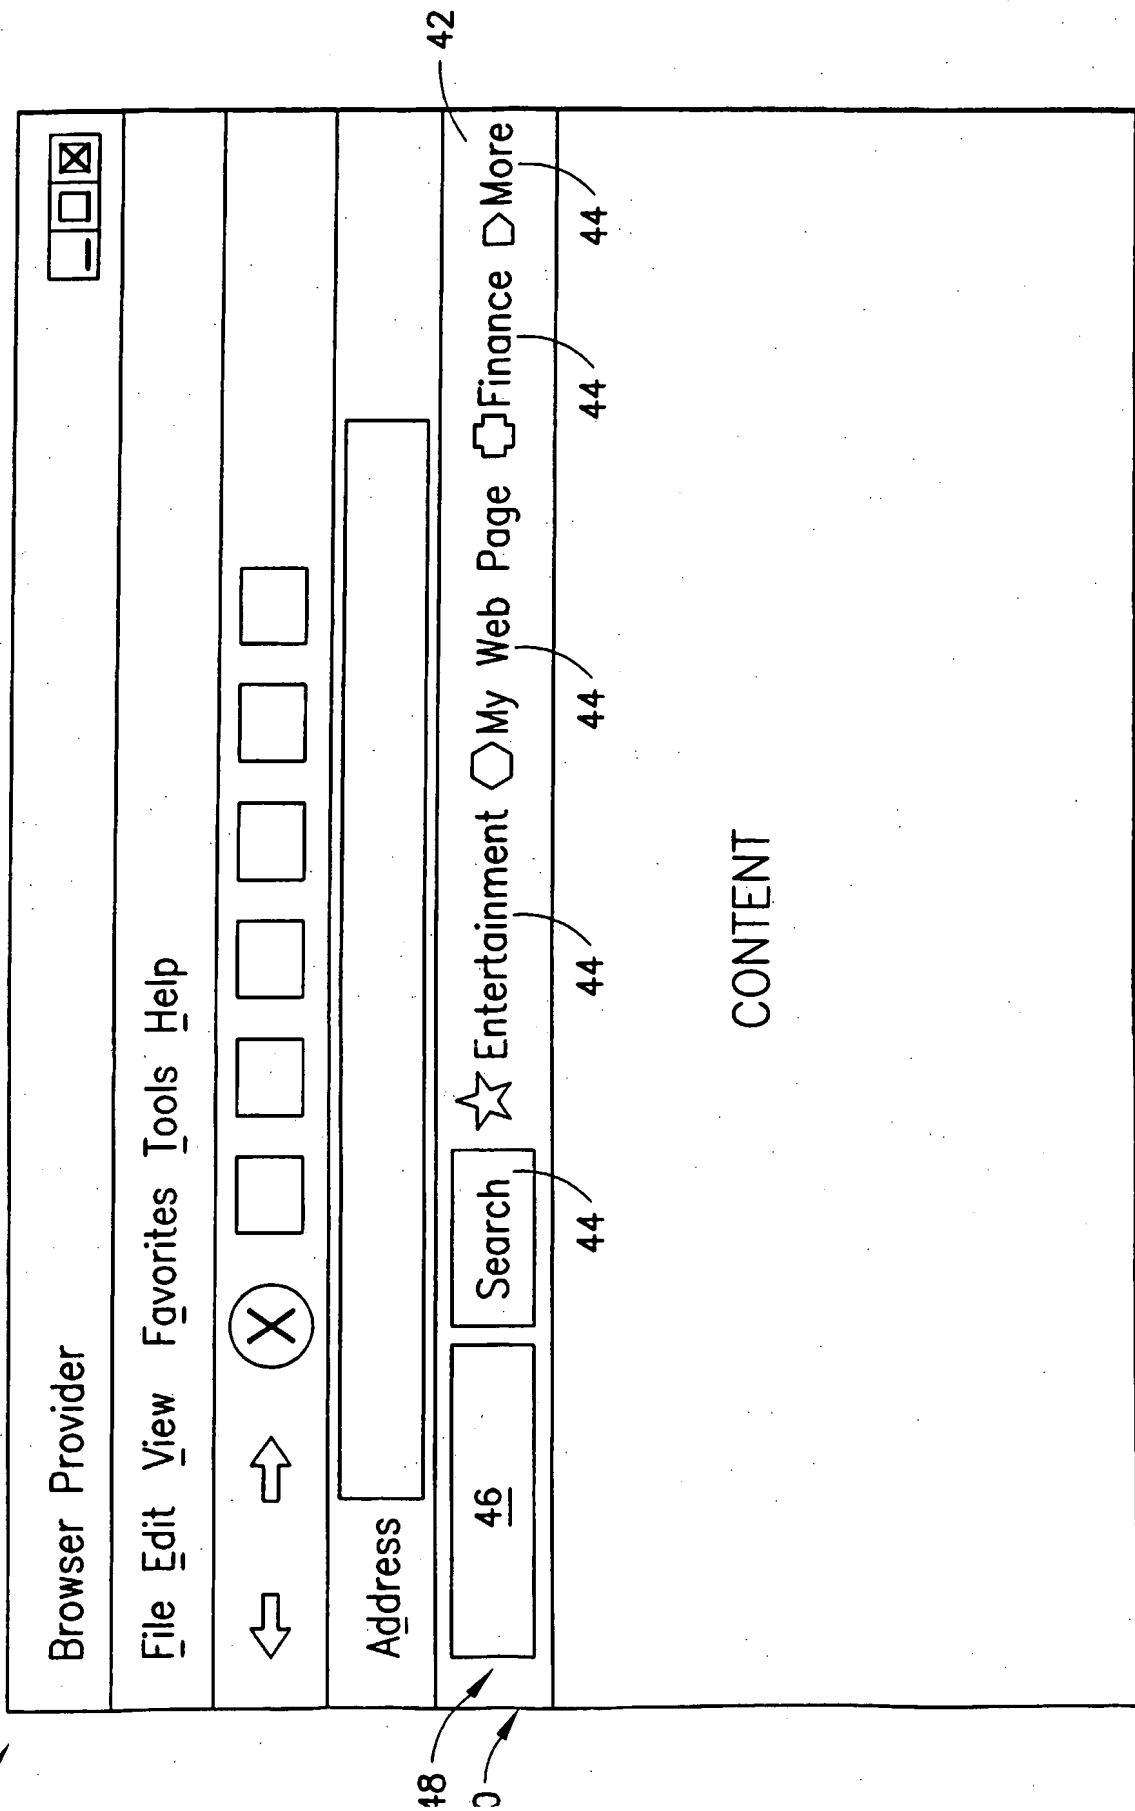 Browser Provider
File Edit View Favorites Tools Help
X
Address
42
46 Search Entertainment My Web Page Finance More
48
44 44 44 44 44
CONTENT